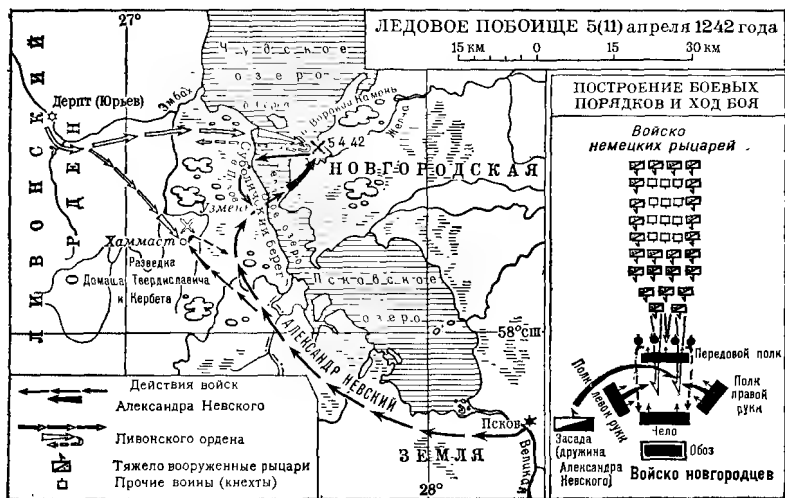 ЛЕДОВОЕ ПОБОИЩЕ 5(11) апреля 1242 года
15 км 0 15 30 км
27°
ЛИВОНСКИЙ
ОРДЕН
Дерпт (Юрьев)
Эмбах
Чудское
озеро
Вороний Камень
Желча
5.4.42
НОВГОРОДСКАЯ
Узмень
Суболичский берег
озеро
Хаммаст
Разведка
Домаша Твердиславича
и Кербета
Псковское
озеро
58°сш
АЛЕКСАНДР НЕВСКИЙ
Псков
Великая
ЗЕМЛЯ
28°
Действия войск
Александра Невского
Ливонского ордена
Тяжело вооруженные рыцари
Прочие воины (кнехты)
ПОСТРОЕНИЕ БОЕВЫХ
ПОРЯДКОВ И ХОД БОЯ
Войско
немецких рыцарей
Передовой полк
Полк левой руки
Полк
правой
руки
Чело
Засада
(дружина
Александра
Невского)
Обоз
Войско новгородцев